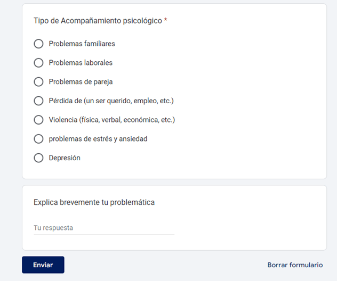 Tipo de Acompañamiento psicológico *
Problemas familiares
Problemas laborales
Problemas de pareja
Pérdida de (un ser querido, empleo, etc.)
Violencia (física, verbal, económica, etc.)
problemas de estrés y ansiedad
Depresión
Explica brevemente tu problemática
Tu respuesta
Enviar
Borrar formulario